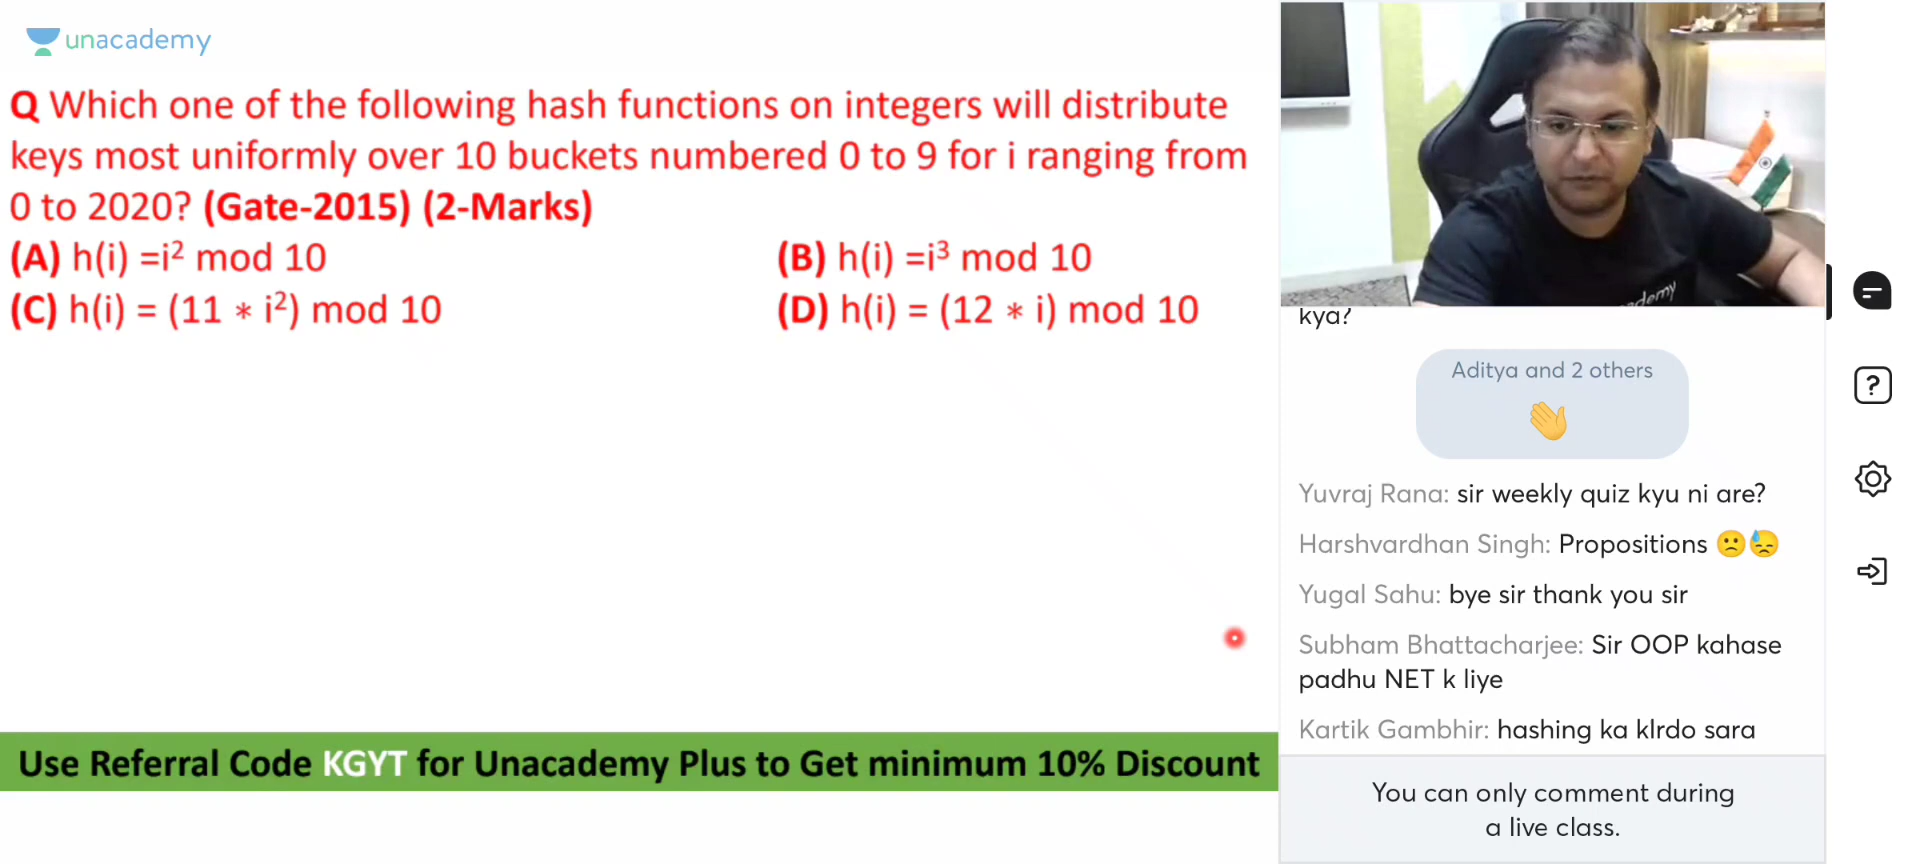 unacademy
Q Which one of the following hash functions on integers will distribute
keys most uniformly over 10 buckets numbered 0 to 9 for i ranging from
0 to 2020? (Gate-2015) (2-Marks)
(A) h(i) =i² mod 10
(B) h(i) =i³ mod 10
(C) h(i) = (11 ∗ i²) mod 10
(D) h(i) = (12 ∗ i) mod 10
Use Referral Code KGYT for Unacademy Plus to Get minimum 10% Discount
demy
kya?
Aditya and 2 others
Yuvraj Rana: sir weekly quiz kyu ni are?
Harshvardhan Singh: Propositions 🙁😓
Yugal Sahu: bye sir thank you sir
Subham Bhattacharjee: Sir OOP kahase
padhu NET k liye
Kartik Gambhir: hashing ka klrdo sara
You can only comment during
a live class.